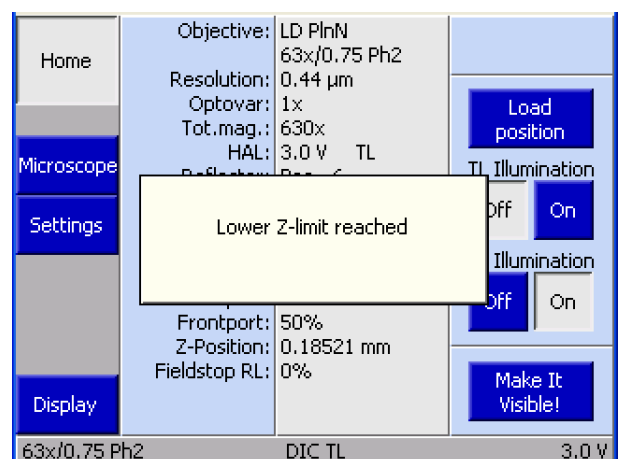 Home
Microscope
Settings
Display
Objective: LD PlnN
63x/0.75 Ph2
Resolution: 0.44 µm
Optovar: 1x
Tot.mag.: 630x
HAL: 3.0 V TL
Lower Z-limit reached
Frontport: 50%
Z-Position: 0.18521 mm
Fieldstop RL: 0%
Load
position
TL Illumination
Off On
Illumination
Off On
Make It
Visible!
63x/0.75 Ph2 DIC TL 3.0 V